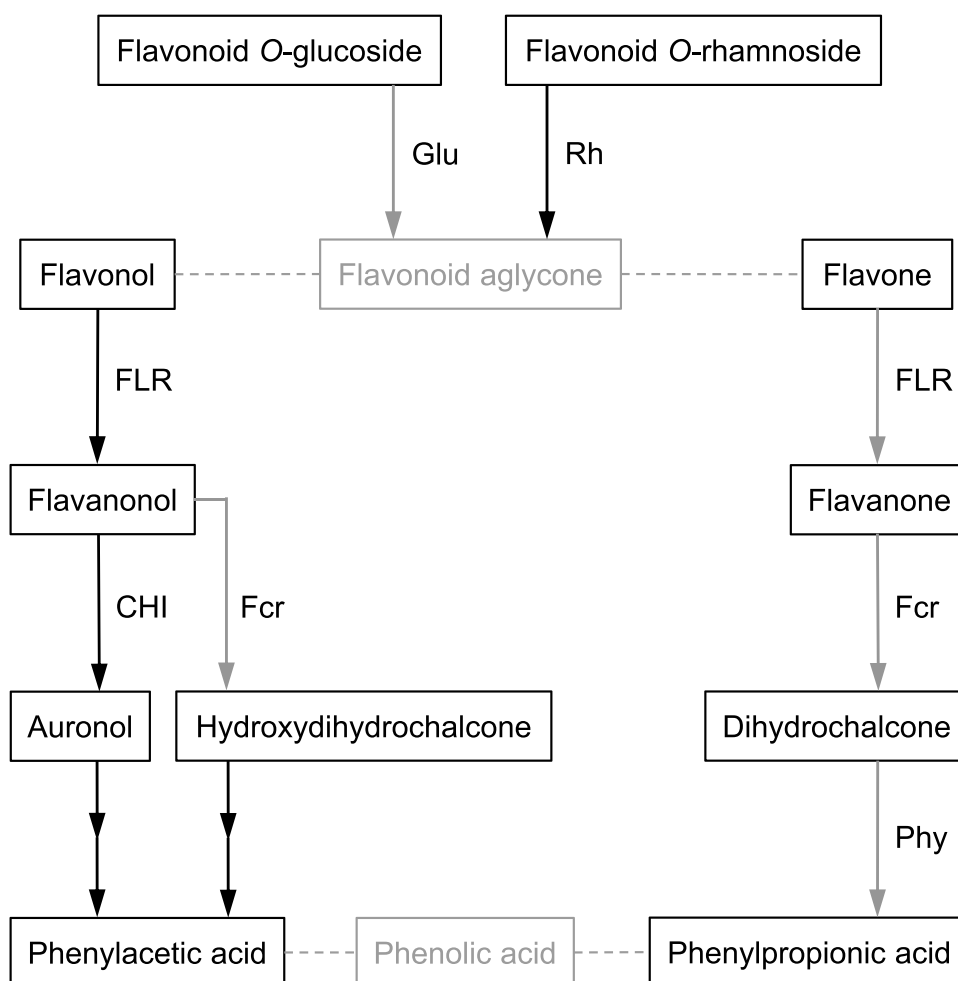 Flavonoid O-glucoside
Flavonoid O-rhamnoside
Glu
Rh
Flavonol
Flavonoid aglycone
Flavone
FLR
FLR
Flavanonol
Flavanone
CHI
Fcr
Fcr
Auronol
Hydroxydihydrochalcone
Dihydrochalcone
Phy
Phenylacetic acid
Phenolic acid
Phenylpropionic acid